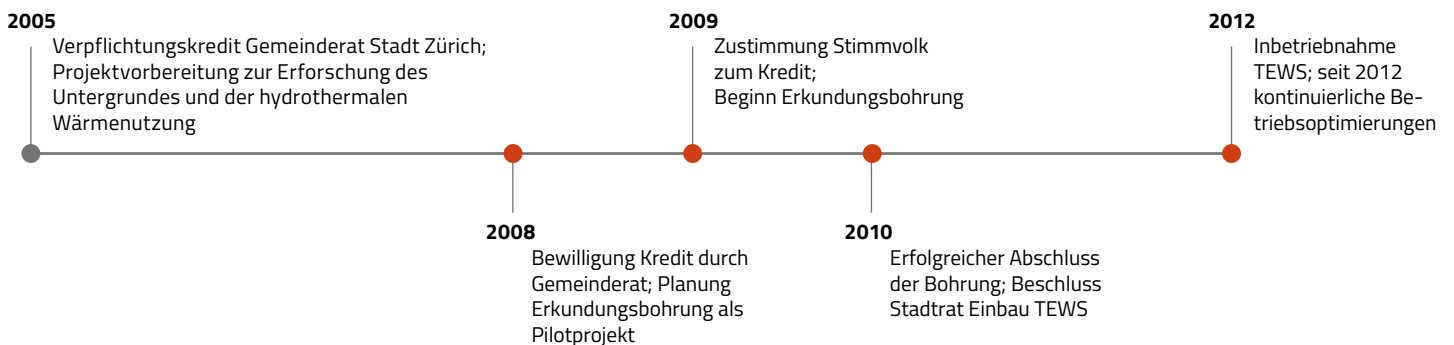 2005
Verpflichtungskredit Gemeinderat Stadt Zürich;
Projektvorbereitung zur Erforschung des
Untergrundes und der hydrothermalen
Wärmenutzung
2008
Bewilligung Kredit durch
Gemeinderat; Planung
Erkundungsbohrung als
Pilotprojekt
2009
Zustimmung Stimmvolk
zum Kredit;
Beginn Erkundungsbohrung
2010
Erfolgreicher Abschluss
der Bohrung; Beschluss
Stadtrat Einbau TEWS
2012
Inbetriebnahme
TEWS; seit 2012
kontinuierliche Be-
triebsoptimierungen